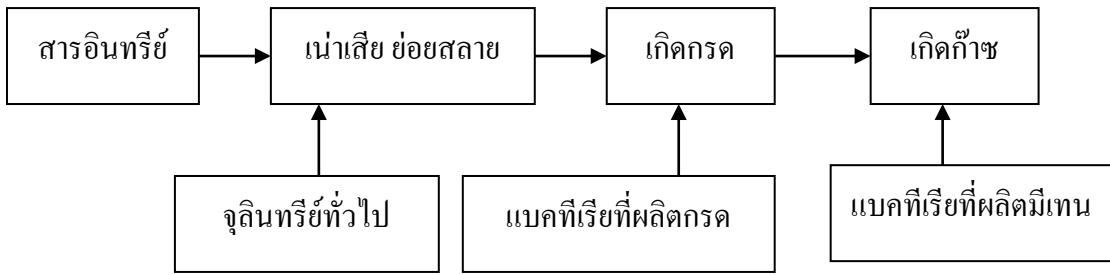 สารอินทรีย์
เน่าเสีย ย่อยสลาย
เกิดกรด
เกิดก๊าซ
จุลินทรีย์ทั่วไป
แบคทีเรียที่ผลิตกรด
แบคทีเรียที่ผลิตมีเทน